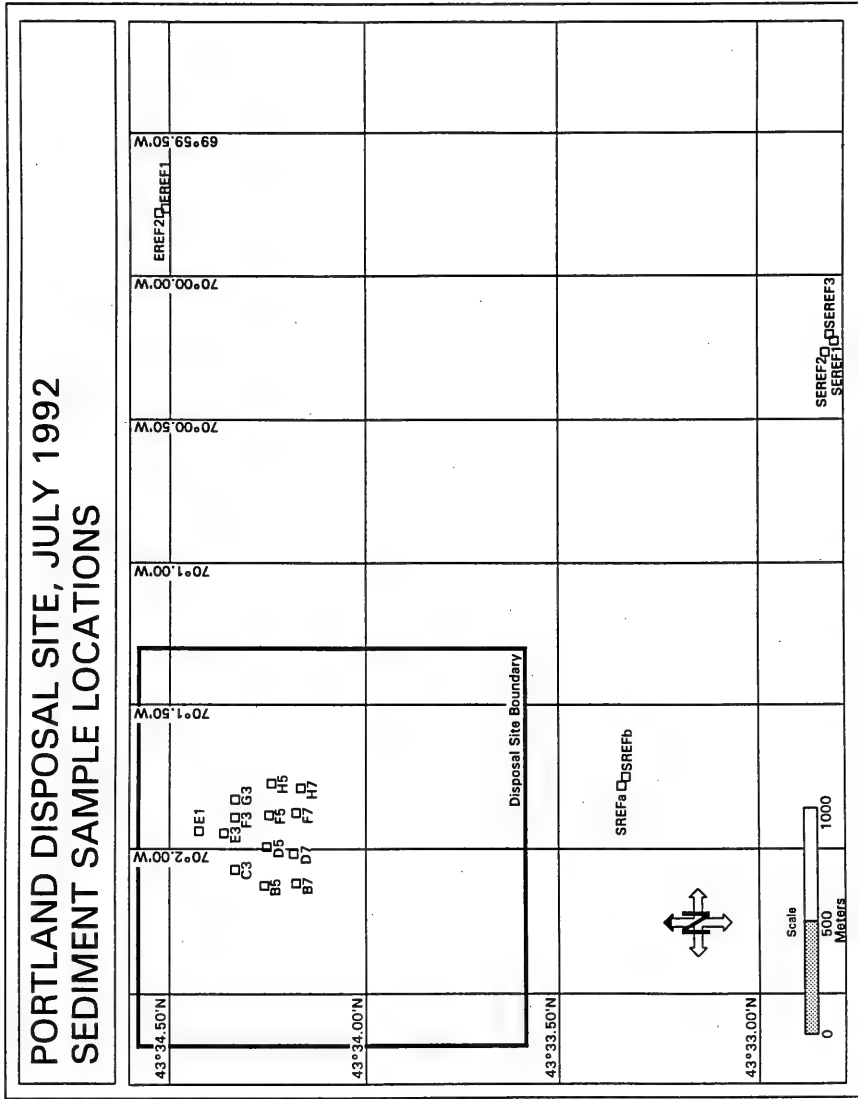 PORTLAND DISPOSAL SITE, JULY 1992
SEDIMENT SAMPLE LOCATIONS
43°34.50'N
43°34.00'N
43°33.50'N
43°33.00'N
70°2.00'W
70°1.50'W
70°1.00'W
70°00.50'W
70°00.00'W
69°59.50'W
EREF2
EREF1
E1
E3
F3
G3
C3
H5
F5
D5
B5
H7
F7
D7
B7
Disposal Site Boundary
SREFa
SREFb
SEREF2
SEREF3
SEREF1
N
Scale
0
500
1000
Meters